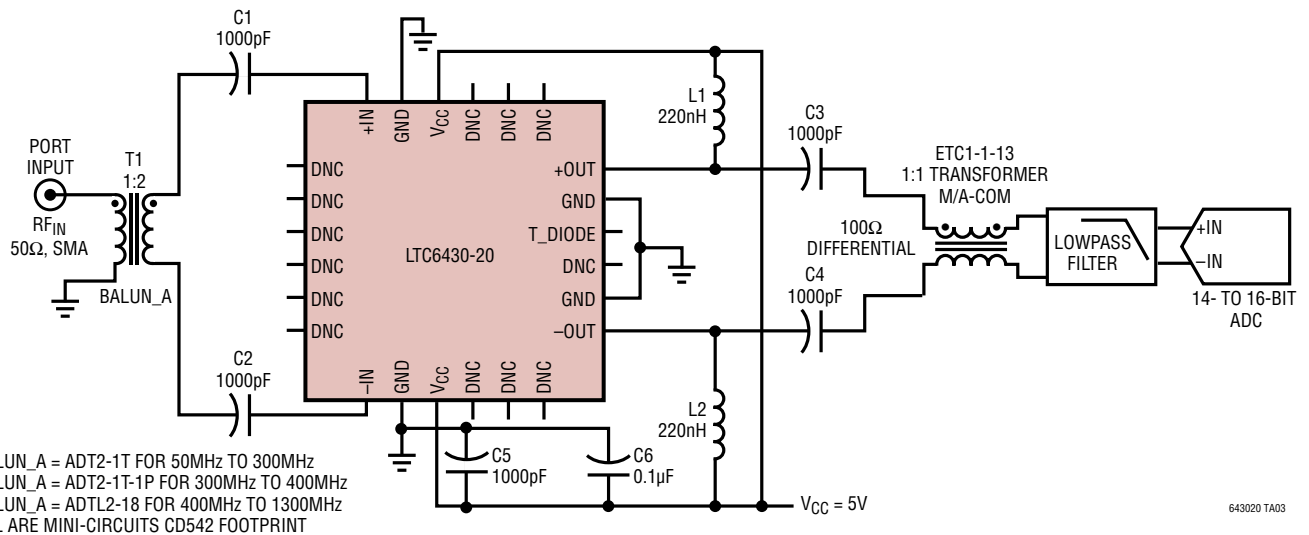 C1
1000pF
PORT
INPUT
RF_IN
50Ω, SMA
T1
1:2
BALUN_A
C2
1000pF
+IN
GND
V_CC
DNC
DNC
DNC
DNC
DNC
DNC
DNC
DNC
DNC
LTC6430-20
+OUT
GND
T_DIODE
DNC
GND
–OUT
–IN
GND
V_CC
DNC
DNC
DNC
L1
220nH
C3
1000pF
ETC1-1-13
1:1 TRANSFORMER
M/A-COM
100Ω
DIFFERENTIAL
C4
1000pF
LOWPASS
FILTER
+IN
–IN
14- TO 16-BIT
ADC
L2
220nH
C5
1000pF
C6
0.1µF
V_CC = 5V
LUN_A = ADT2-1T FOR 50MHz TO 300MHz
LUN_A = ADT2-1T-1P FOR 300MHz TO 400MHz
LUN_A = ADTL2-18 FOR 400MHz TO 1300MHz
L ARE MINI-CIRCUITS CD542 FOOTPRINT
643020 TA03